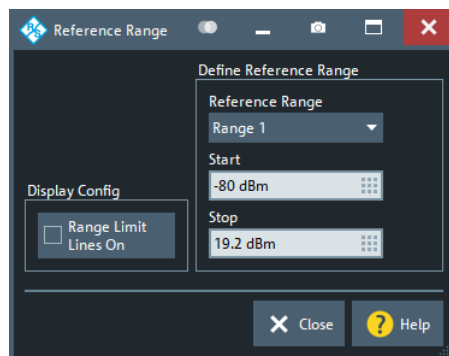 Reference Range
Define Reference Range
Reference Range
Range 1
Start
-80 dBm
Display Config
Range Limit
Lines On
Stop
19.2 dBm
Close
Help